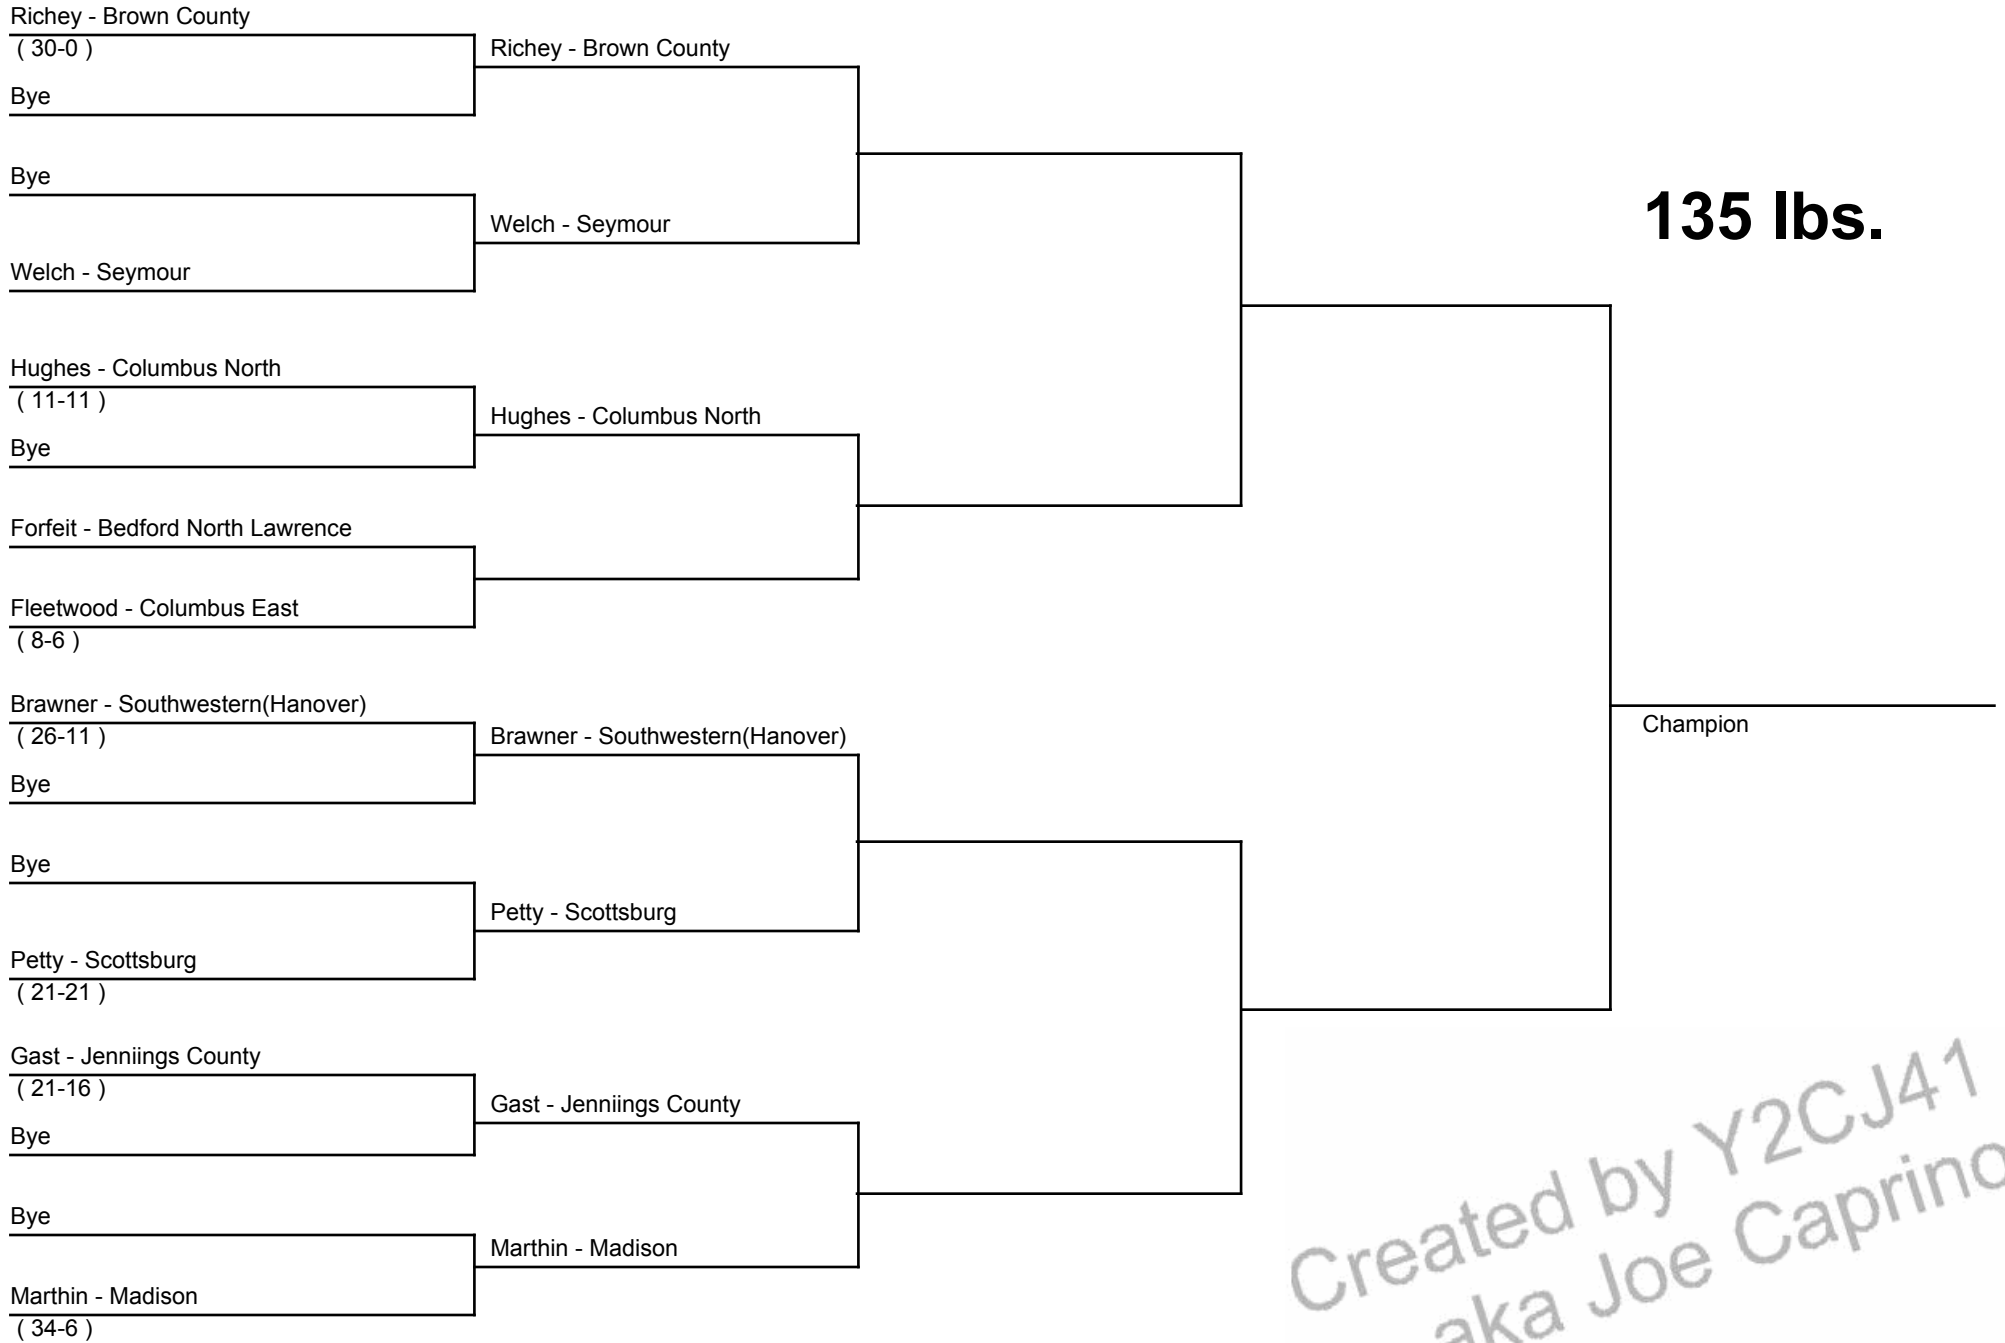 Richey - Brown County
( 30-0 )
Bye
Richey - Brown County
Bye
Welch - Seymour
Welch - Seymour
135 lbs.
Hughes - Columbus North
( 11-11 )
Bye
Hughes - Columbus North
Forfeit - Bedford North Lawrence
Fleetwood - Columbus East
( 8-6 )
Brawner - Southwestern(Hanover)
( 26-11 )
Bye
Brawner - Southwestern(Hanover)
Champion
Bye
Petty - Scottsburg
Petty - Scottsburg
( 21-21 )
Gast - Jenniings County
( 21-16 )
Bye
Gast - Jenniings County
Bye
Marthin - Madison
Marthin - Madison
( 34-6 )
Created by Y2CJ41
aka Joe Caprino